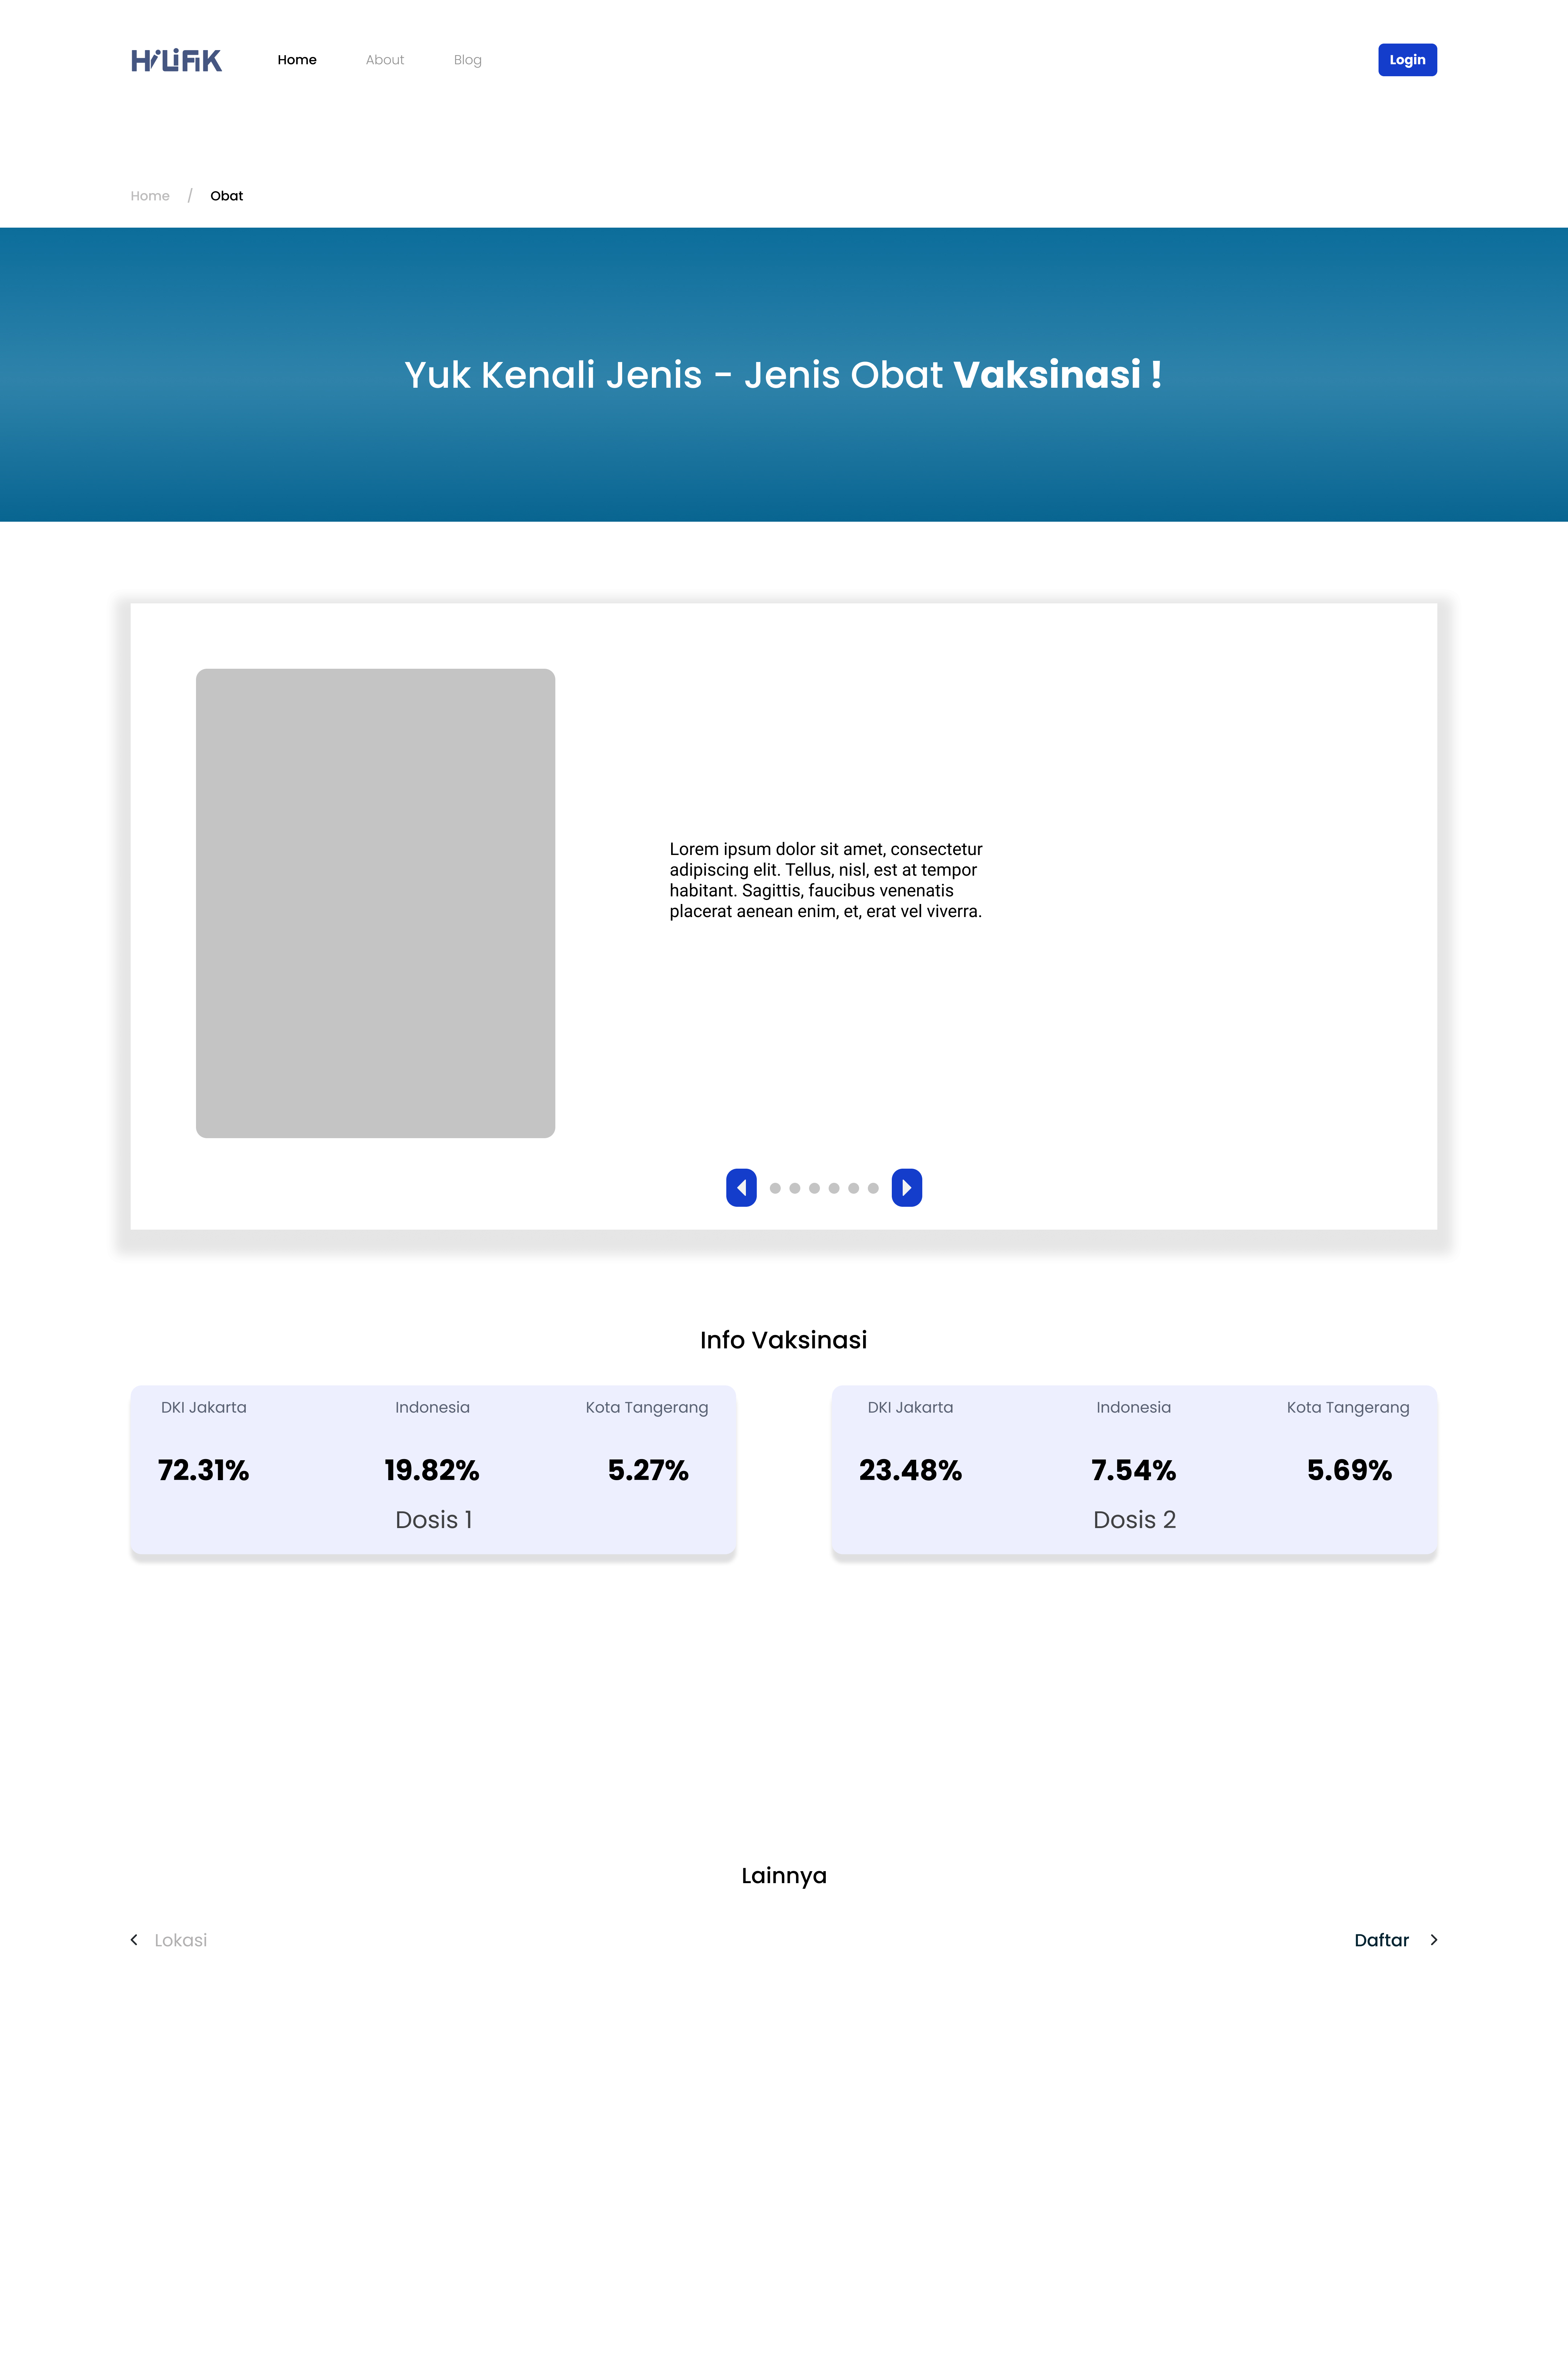 HiLiFiK Home About Blog Login
Home / Obat
Yuk Kenali Jenis - Jenis Obat Vaksinasi !
Lorem ipsum dolor sit amet, consectetur
adipiscing elit. Tellus, nisl, est at tempor
habitant. Sagittis, faucibus venenatis
placerat aenean enim, et, erat vel viverra.
Info Vaksinasi
DKI Jakarta Indonesia Kota Tangerang
72.31% 19.82% 5.27%
Dosis 1
DKI Jakarta Indonesia Kota Tangerang
23.48% 7.54% 5.69%
Dosis 2
Lainnya
Lokasi Daftar